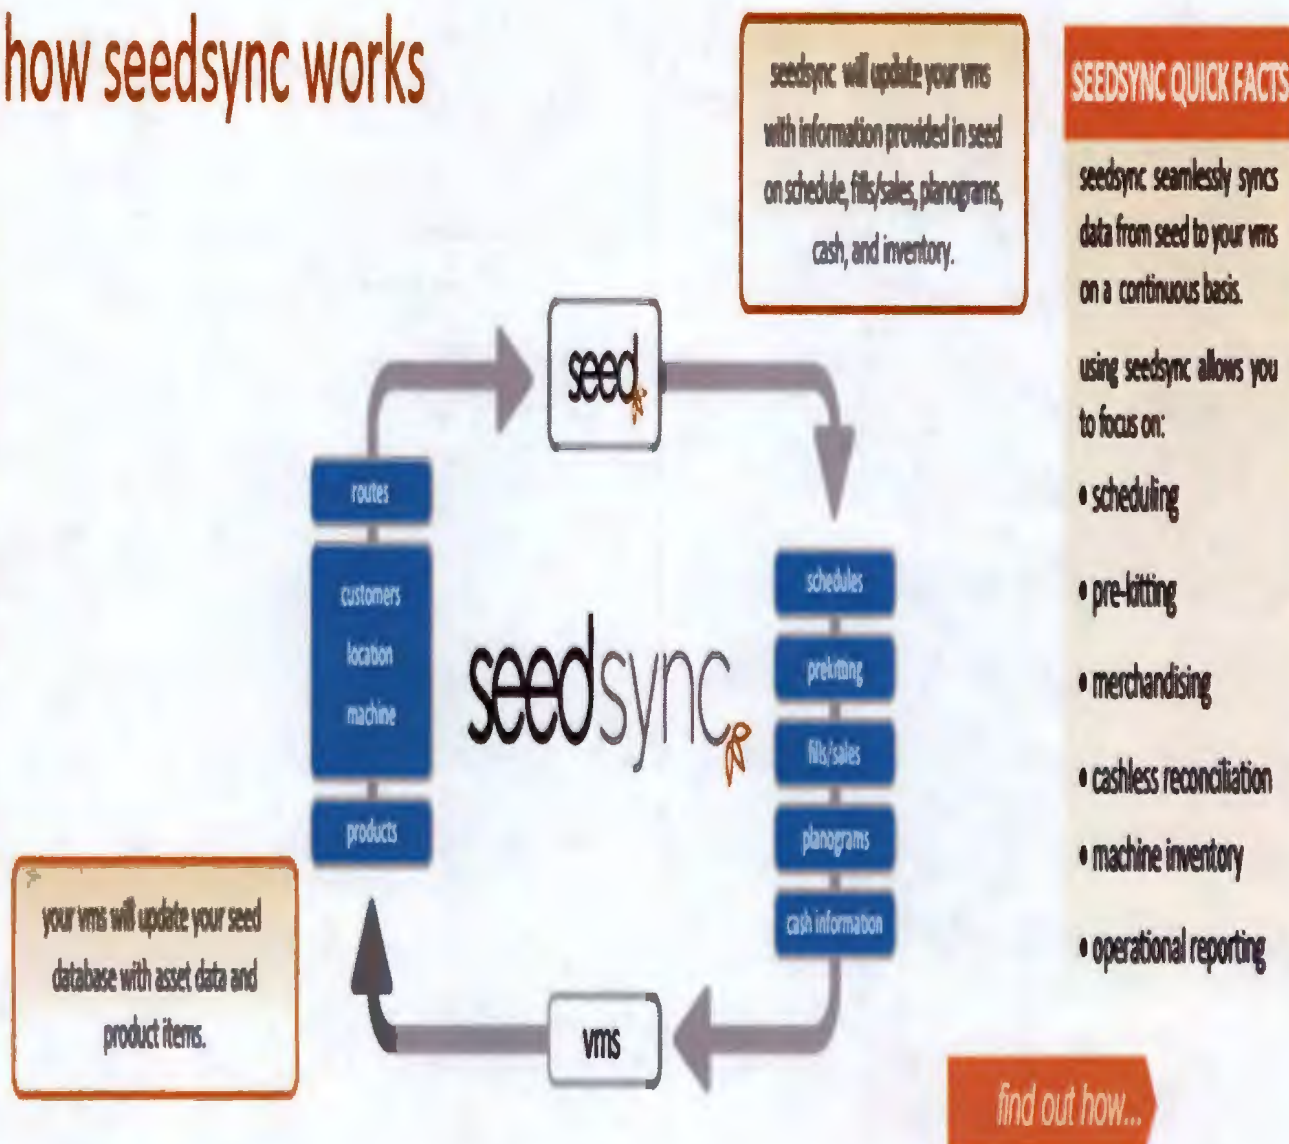 how seedsync works
seedsync will update your vms
with information provided in seed
on schedule, fills/sales, planograms,
cash, and inventory.
SEEDSYNC QUICK FACTS
seedsync seamlessly syncs
data from seed to your vms
on a continuous basis.
using seedsync allows you
to focus on:
• scheduling
• pre-kitting
• merchandising
• cashless reconciliation
• machine inventory
• operational reporting
seed
routes
customers
location
machine
products
seedsync
schedules
prekitting
fills/sales
planograms
cash information
your vms will update your seed
database with asset data and
product items.
vms
find out how...